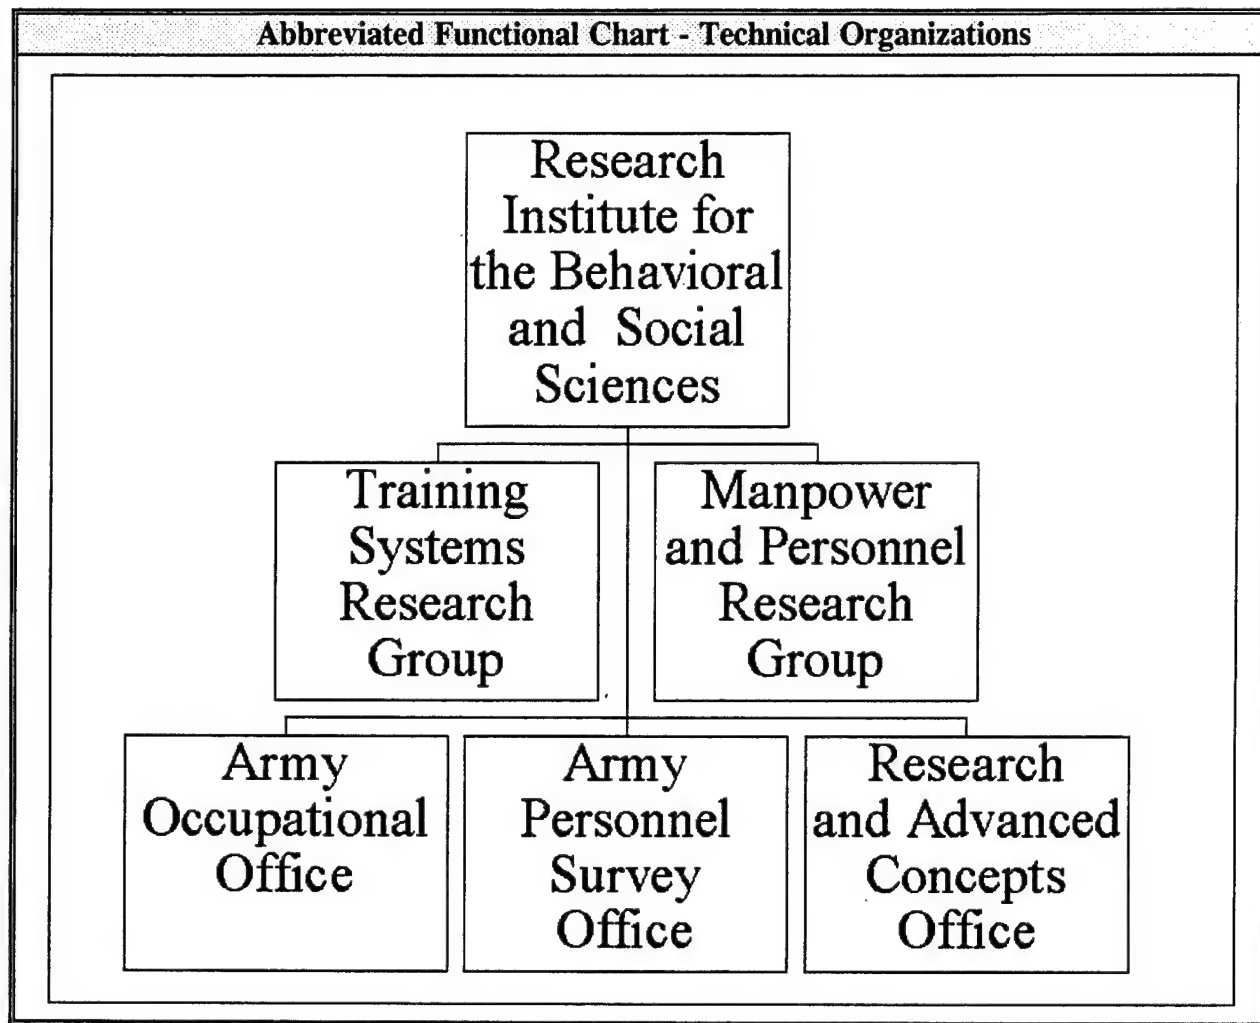 Abbreviated Functional Chart - Technical Organizations
Research
Institute for
the Behavioral
and Social
Sciences
Training
Systems
Research
Group
Manpower
and Personnel
Research
Group
Army
Occupational
Office
Army
Personnel
Survey
Office
Research
and Advanced
Concepts
Office